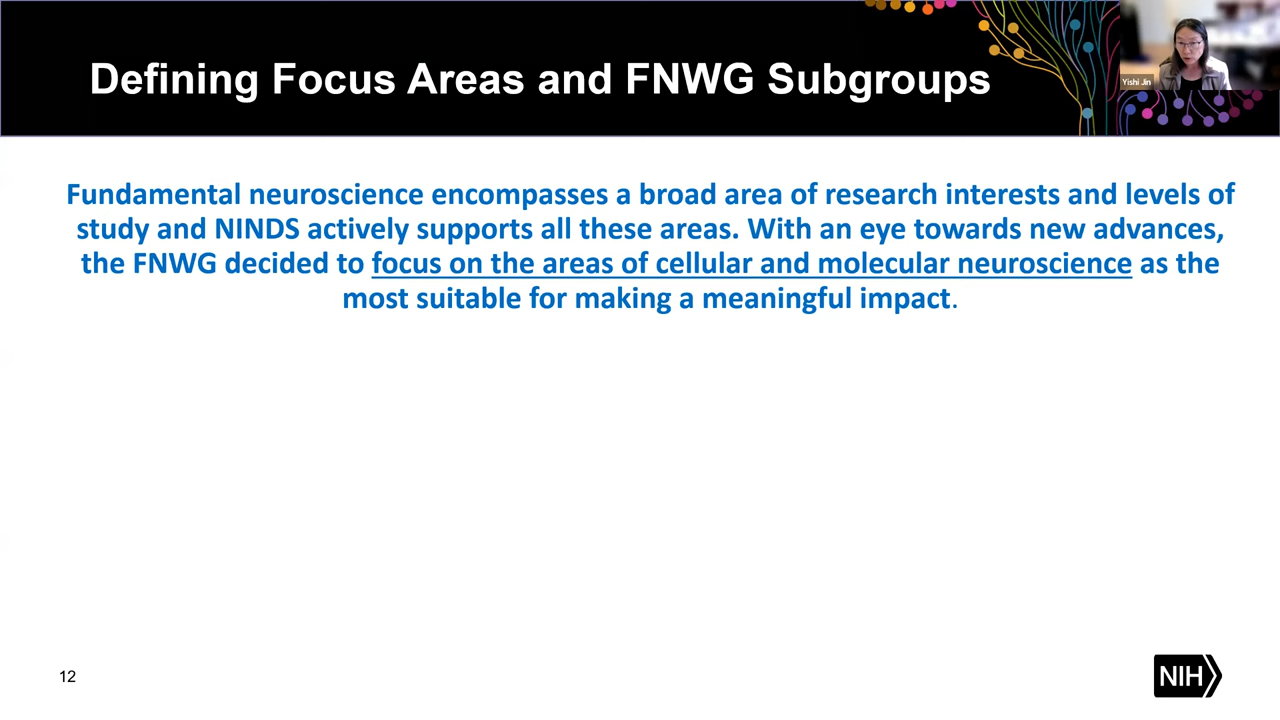 Defining Focus Areas and FNWG Subgroups
Yishi Jin
Fundamental neuroscience encompasses a broad area of research interests and levels of
study and NINDS actively supports all these areas. With an eye towards new advances,
the FNWG decided to focus on the areas of cellular and molecular neuroscience as the
most suitable for making a meaningful impact.
12
NIH